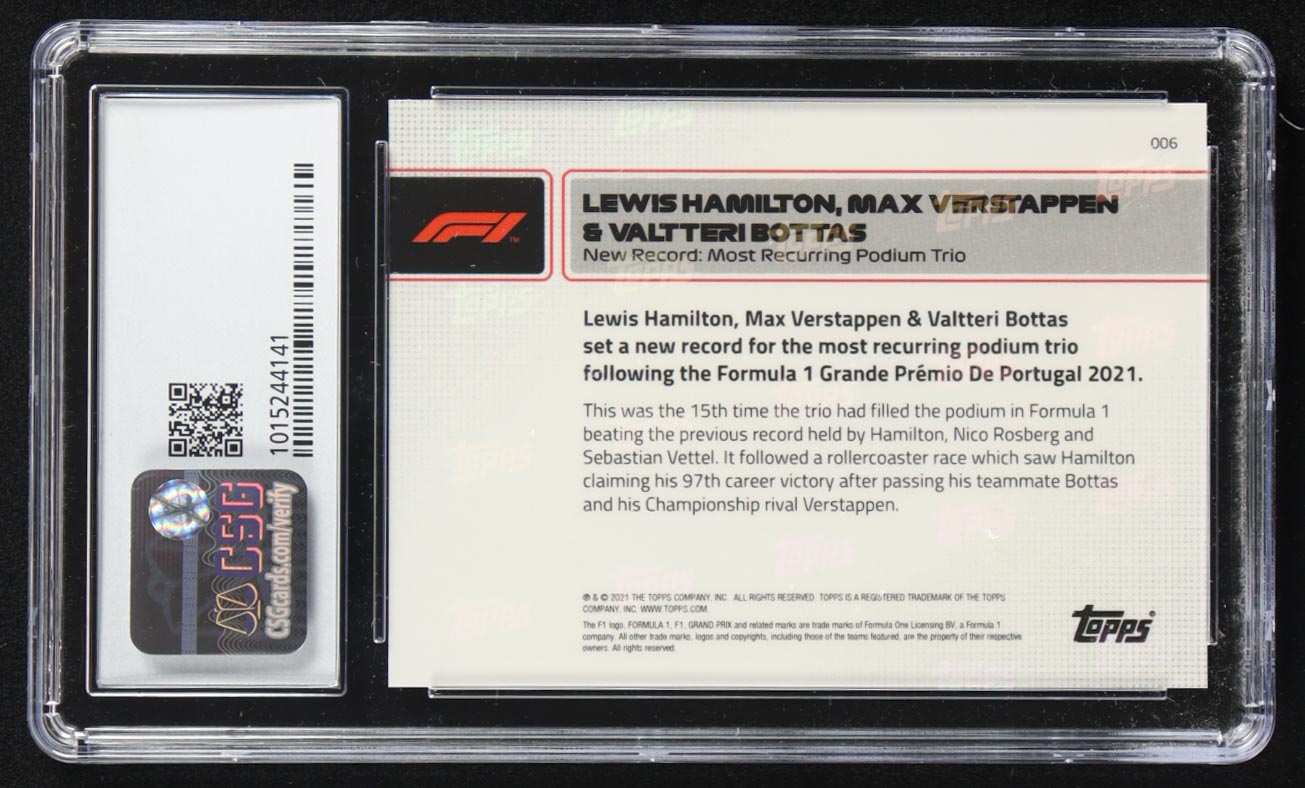 006
F1
TM
LEWIS HAMILTON, MAX VERSTAPPEN
& VALTTERI BOTTAS
New Record: Most Recurring Podium Trio
Lewis Hamilton, Max Verstappen & Valtteri Bottas
set a new record for the most recurring podium trio
following the Formula 1 Grande Prémio De Portugal 2021.
This was the 15th time the trio had filled the podium in Formula 1
beating the previous record held by Hamilton, Nico Rosberg and
Sebastian Vettel. It followed a rollercoaster race which saw Hamilton
claiming his 97th career victory after passing his teammate Bottas
and his Championship rival Verstappen.
℗ & © 2021 THE TOPPS COMPANY, INC. ALL RIGHTS RESERVED. TOPPS IS A REGISTERED TRADEMARK OF THE TOPPS
COMPANY, INC. WWW.TOPPS.COM.
The F1 logo, FORMULA 1, F1, GRAND PRIX and related marks are trade marks of Formula One Licensing BV, a Formula 1
company. All other trade marks, logos and copyrights, including those of the teams featured, are the property of their respective
owners. All rights reserved.
topps®
1015244141
CSG
CSGcards.com/verify